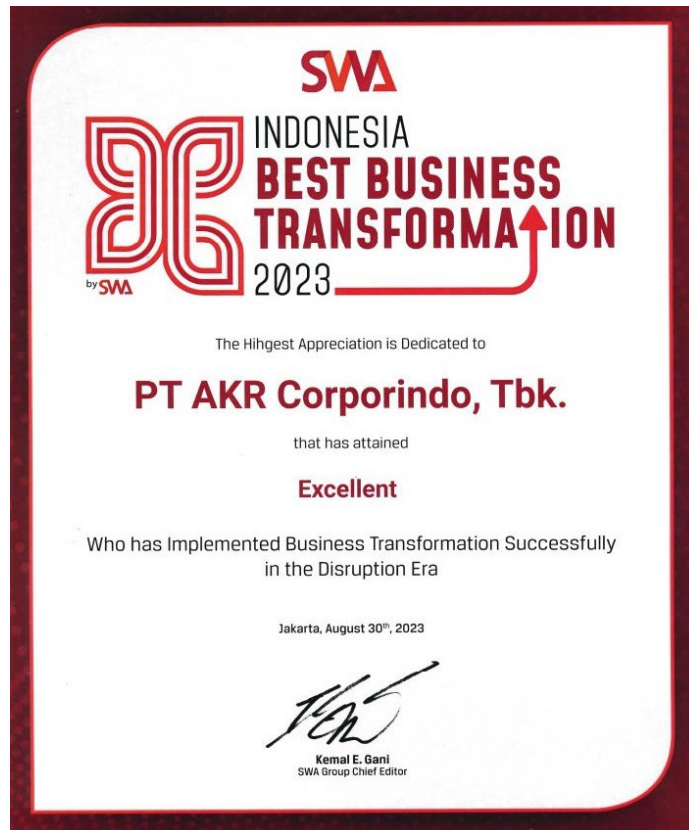 SWA
INDONESIA
BEST BUSINESS
TRANSFORMATION
2023
by SWA
The Hihgest Appreciation is Dedicated to
PT AKR Corporindo, Tbk.
that has attained
Excellent
Who has Implemented Business Transformation Successfully
in the Disruption Era
Jakarta, August 30th, 2023
Kemal E. Gani
SWA Group Chief Editor